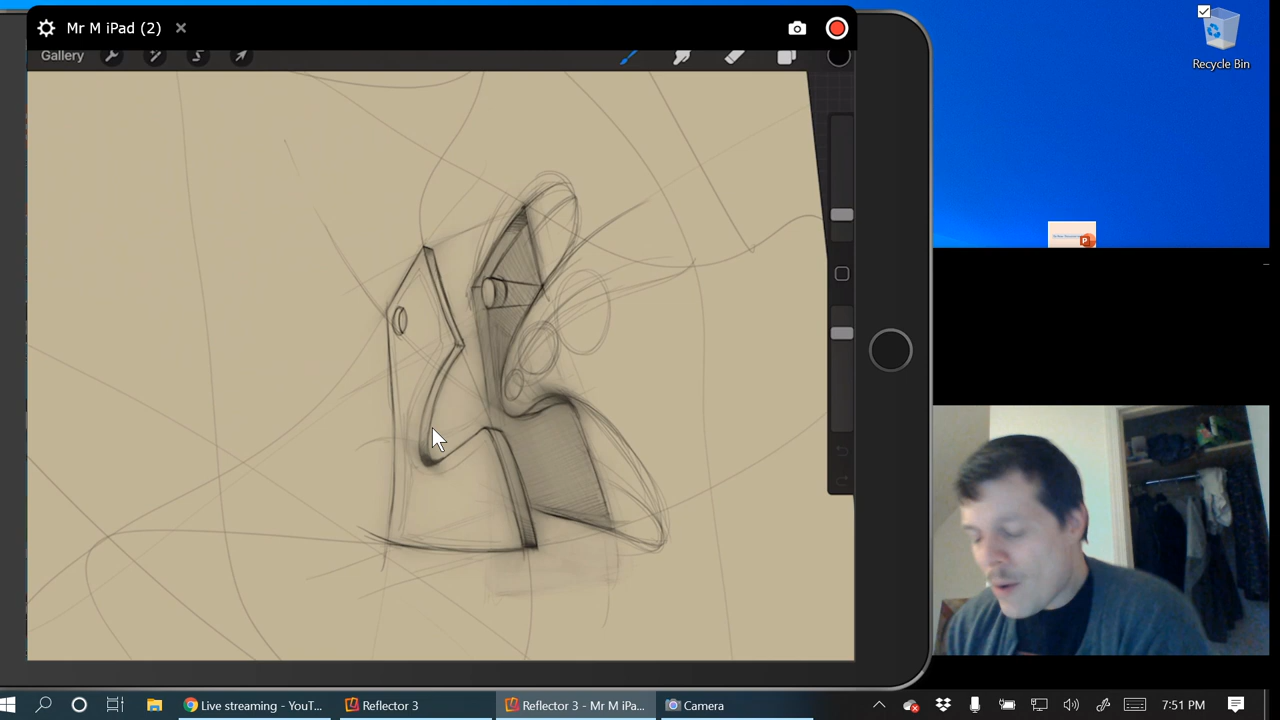 Mr M iPad (2)
Gallery
Recycle Bin
P
Live streaming - YouT...
Reflector 3
Reflector 3 - Mr M iPa...
Camera
7:51 PM